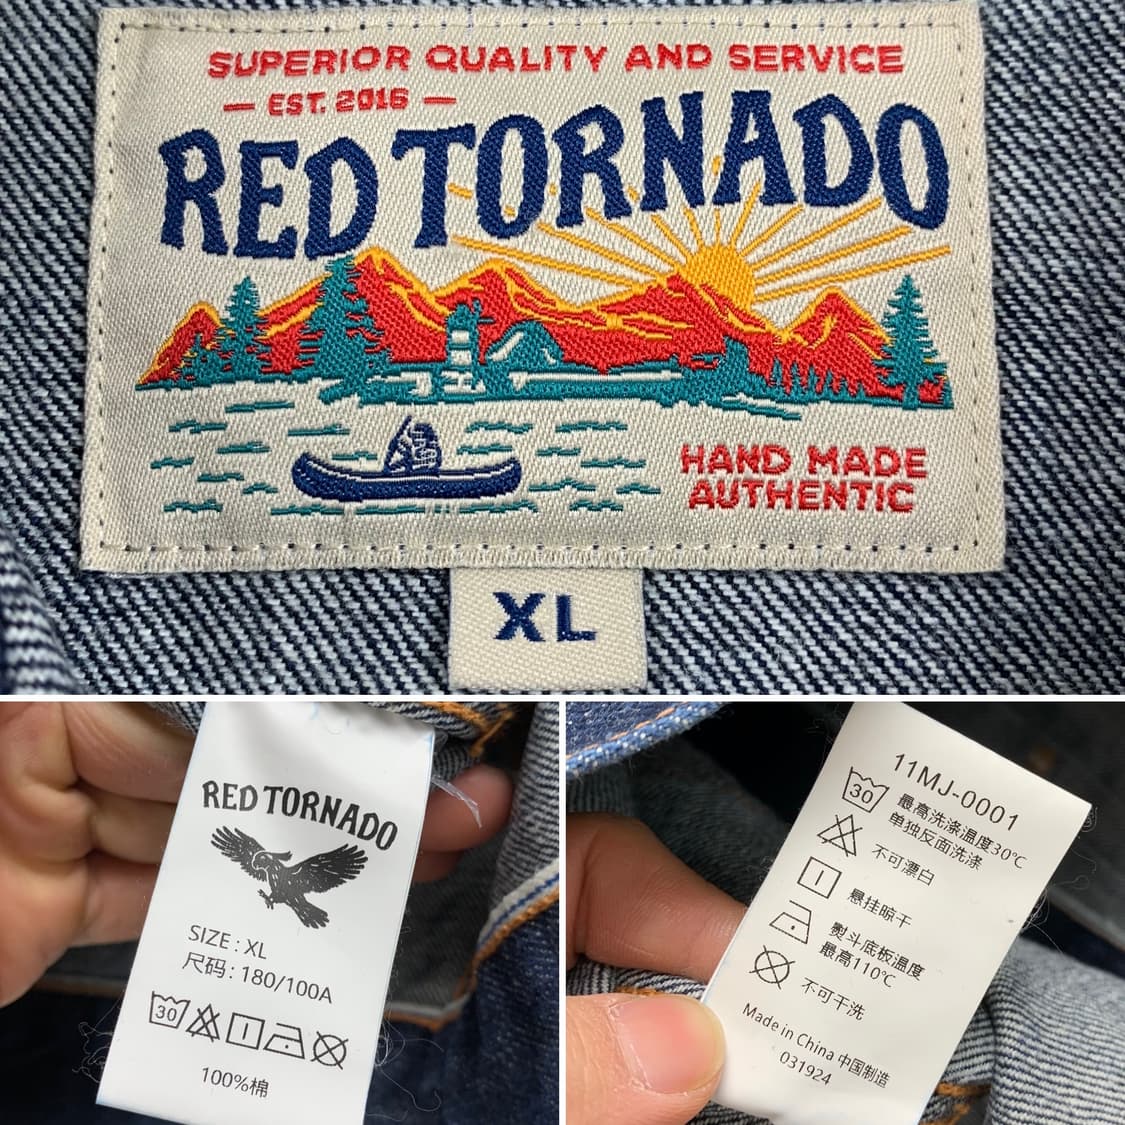 SUPERIOR QUALITY AND SERVICE
EST. 2016
RED TORNADO
HAND MADE
AUTHENTIC
XL
RED TORNADO
SIZE : XL
尺码 : 180/100A
30
100%棉
11MJ-0001
30
最高洗涤温度30℃
单独反面洗涤
不可漂白
悬挂晾干
熨斗底板温度
最高110℃
不可干洗
Made in China 中国制造
031924